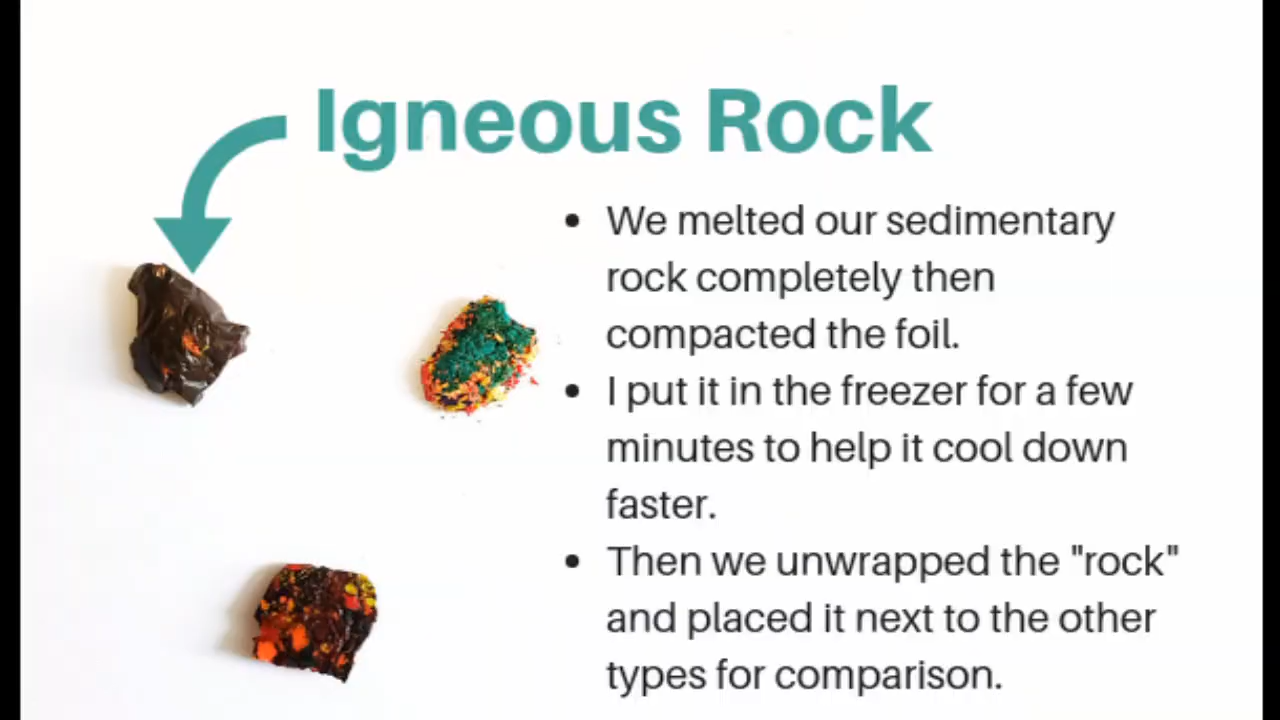 Igneous Rock
• We melted our sedimentary
rock completely then
compacted the foil.
• I put it in the freezer for a few
minutes to help it cool down
faster.
• Then we unwrapped the "rock"
and placed it next to the other
types for comparison.